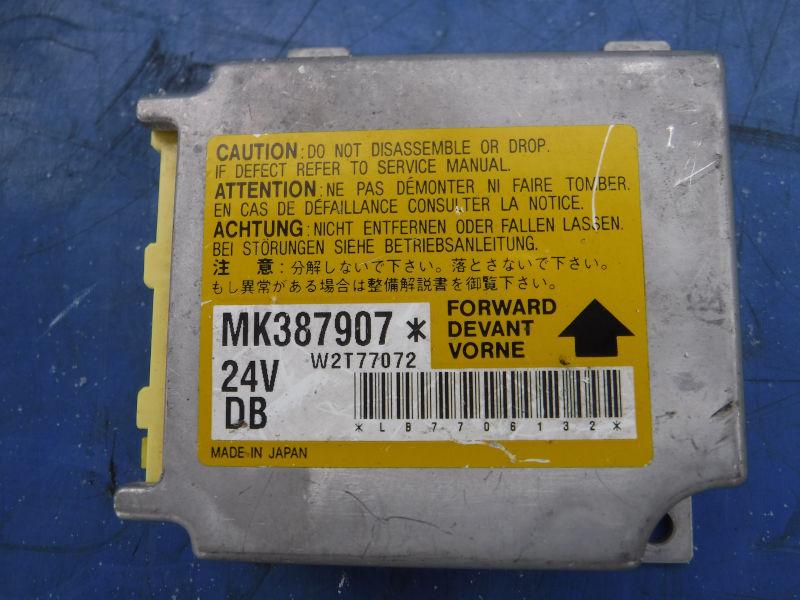 CAUTION: DO NOT DISASSEMBLE OR DROP.
IF DEFECT REFER TO SERVICE MANUAL.
ATTENTION: NE PAS DÉMONTER NI FAIRE TOMBER.
EN CAS DE DÉFAILLANCE CONSULTER LA NOTICE.
ACHTUNG: NICHT ENTFERNEN ODER FALLEN LASSEN.
BEI STÖRUNGEN SIEHE BETRIEBSANLEITUNG.
注 意:分解しないで下さい。落とさないで下さい。
もし異常がある場合は整備解説書を御覧下さい。
MK387907 *
W2T77072
24V
DB
FORWARD
DEVANT
VORNE
*LB7706132*
MADE IN JAPAN